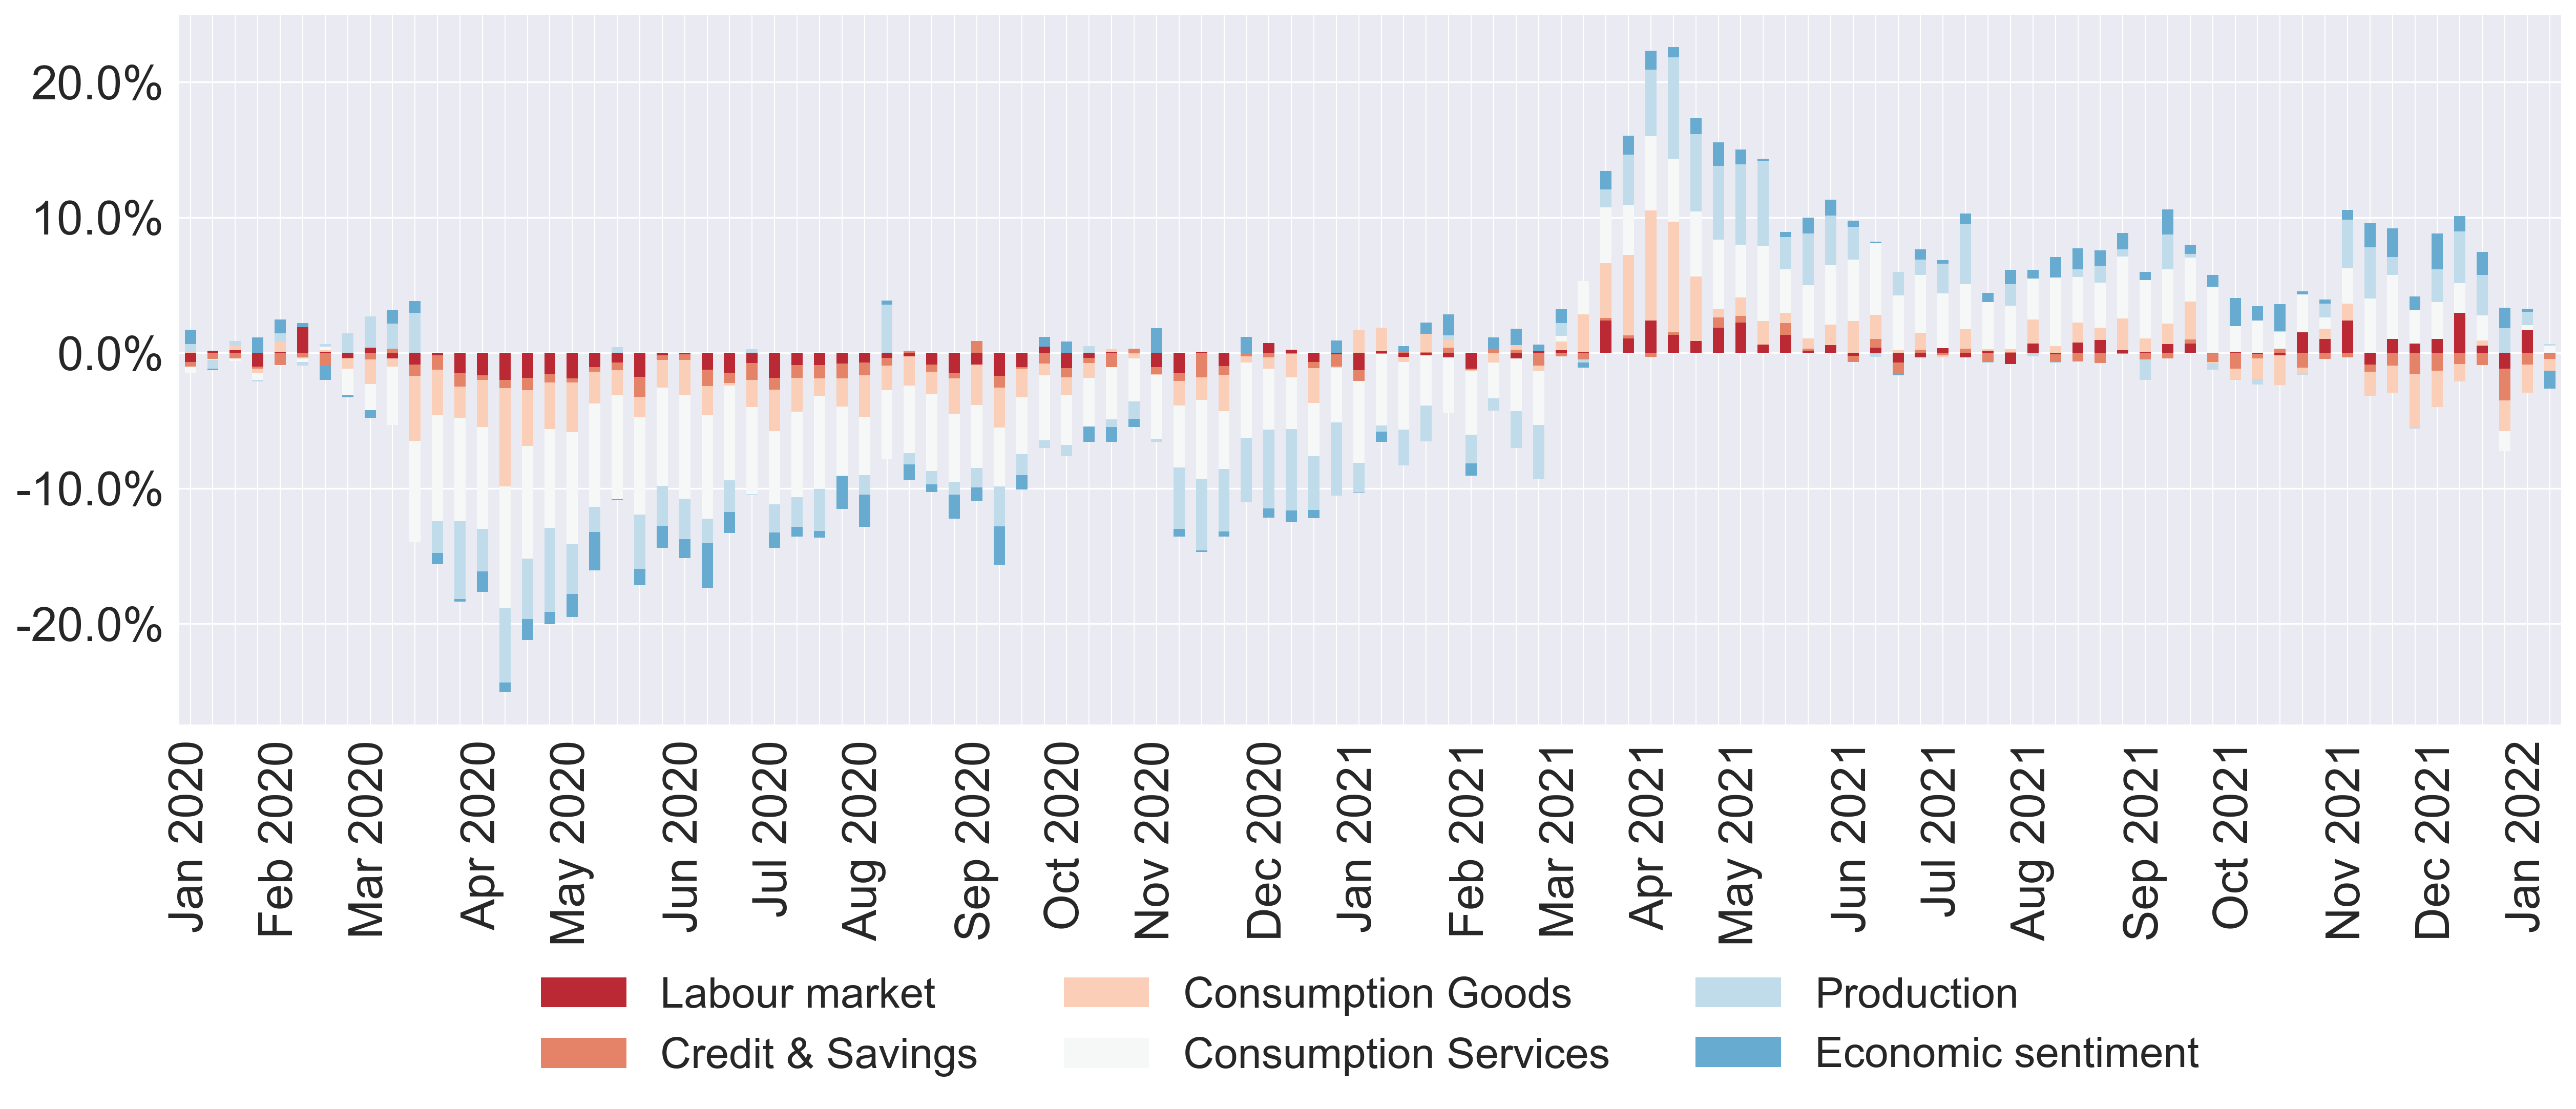 20.0%
10.0%
0.0%
-10.0%
-20.0%
Jan 2020
Feb 2020
Mar 2020
Apr 2020
May 2020
Jun 2020
Jul 2020
Aug 2020
Sep 2020
Oct 2020
Nov 2020
Dec 2020
Jan 2021
Feb 2021
Mar 2021
Apr 2021
May 2021
Jun 2021
Jul 2021
Aug 2021
Sep 2021
Oct 2021
Nov 2021
Dec 2021
Jan 2022
Labour market
Consumption Goods
Production
Credit & Savings
Consumption Services
Economic sentiment